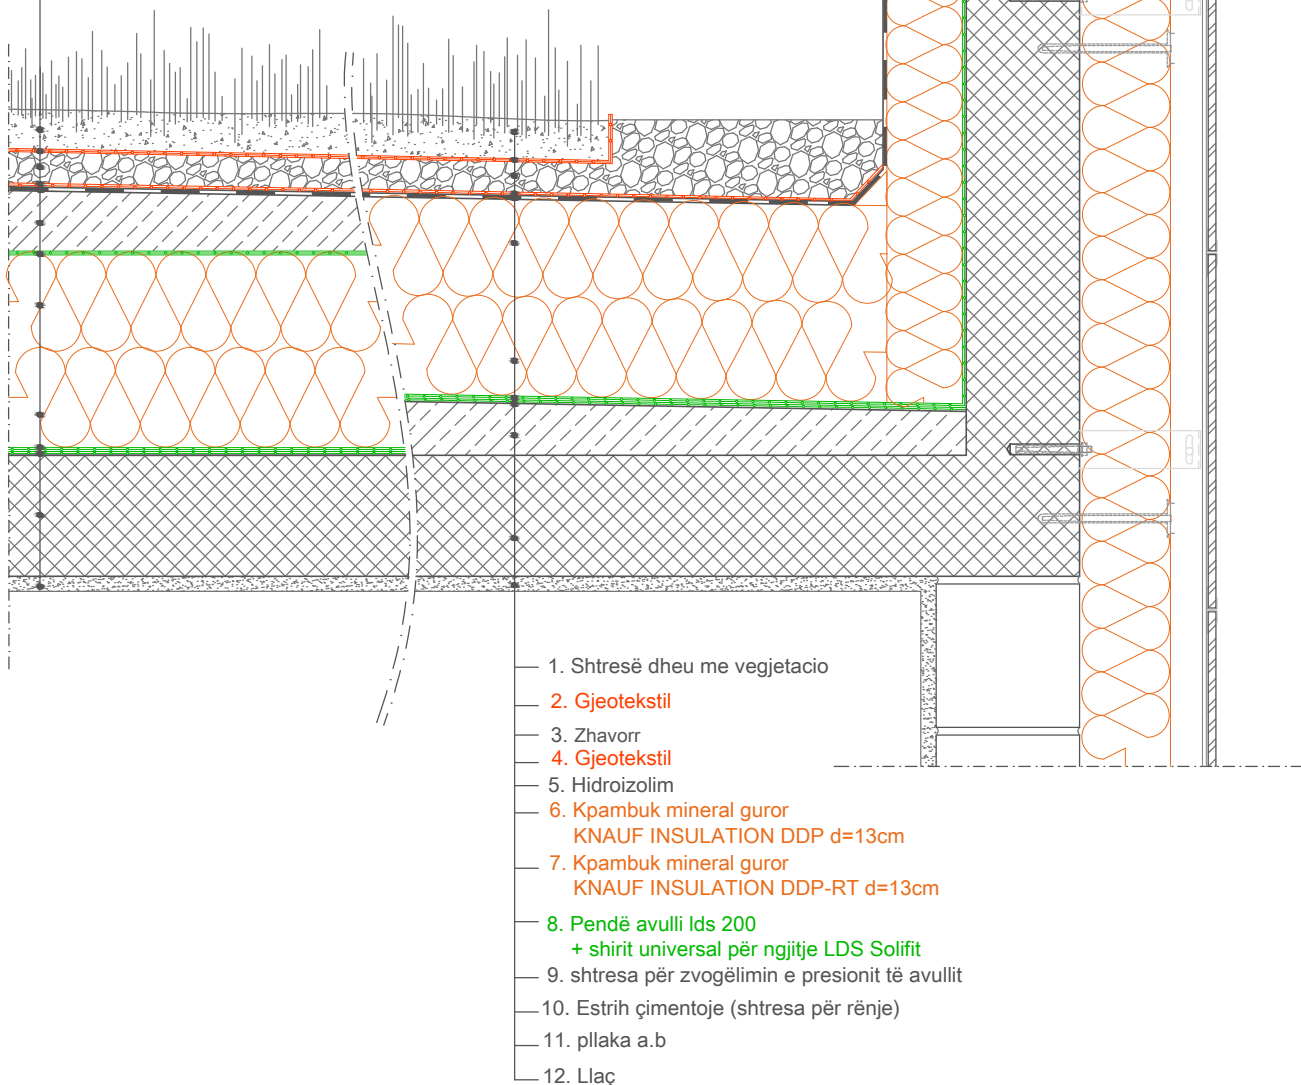 1. Shtresë dheu me vegjetacio
2. Gjeotekstil
3. Zhavorr
4. Gjeotekstil
5. Hidroizolim
6. Kpambuk mineral guror
KNAUF INSULATION DDP d=13cm
7. Kpambuk mineral guror
KNAUF INSULATION DDP-RT d=13cm
8. Pendë avulli lds 200
+ shirit universal për ngjitje LDS Solifit
9. shtresa për zvogëlimin e presionit të avullit
10. Estrih çimentoje (shtresa për rënje)
11. pllaka a.b
12. Llaç